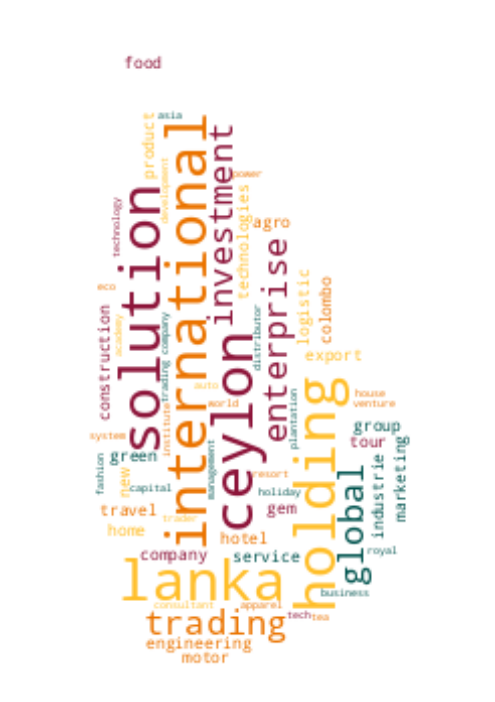 food
asia
product
international
investment
power
development
solution
technologies
technology
agro
enterprise
logistic
colombo
eco
construction
academy
trading company
distributor
ceylon
export
holding
auto
world
house
venture
plantation
institute
group
tour
system
green
fashion
new
capital
management
resort
holiday
global
industrie
marketing
travel
trader
gem
home
hotel
company
service
royal
lanka
business
consultant
apparel
trading
tech
tea
engineering
motor